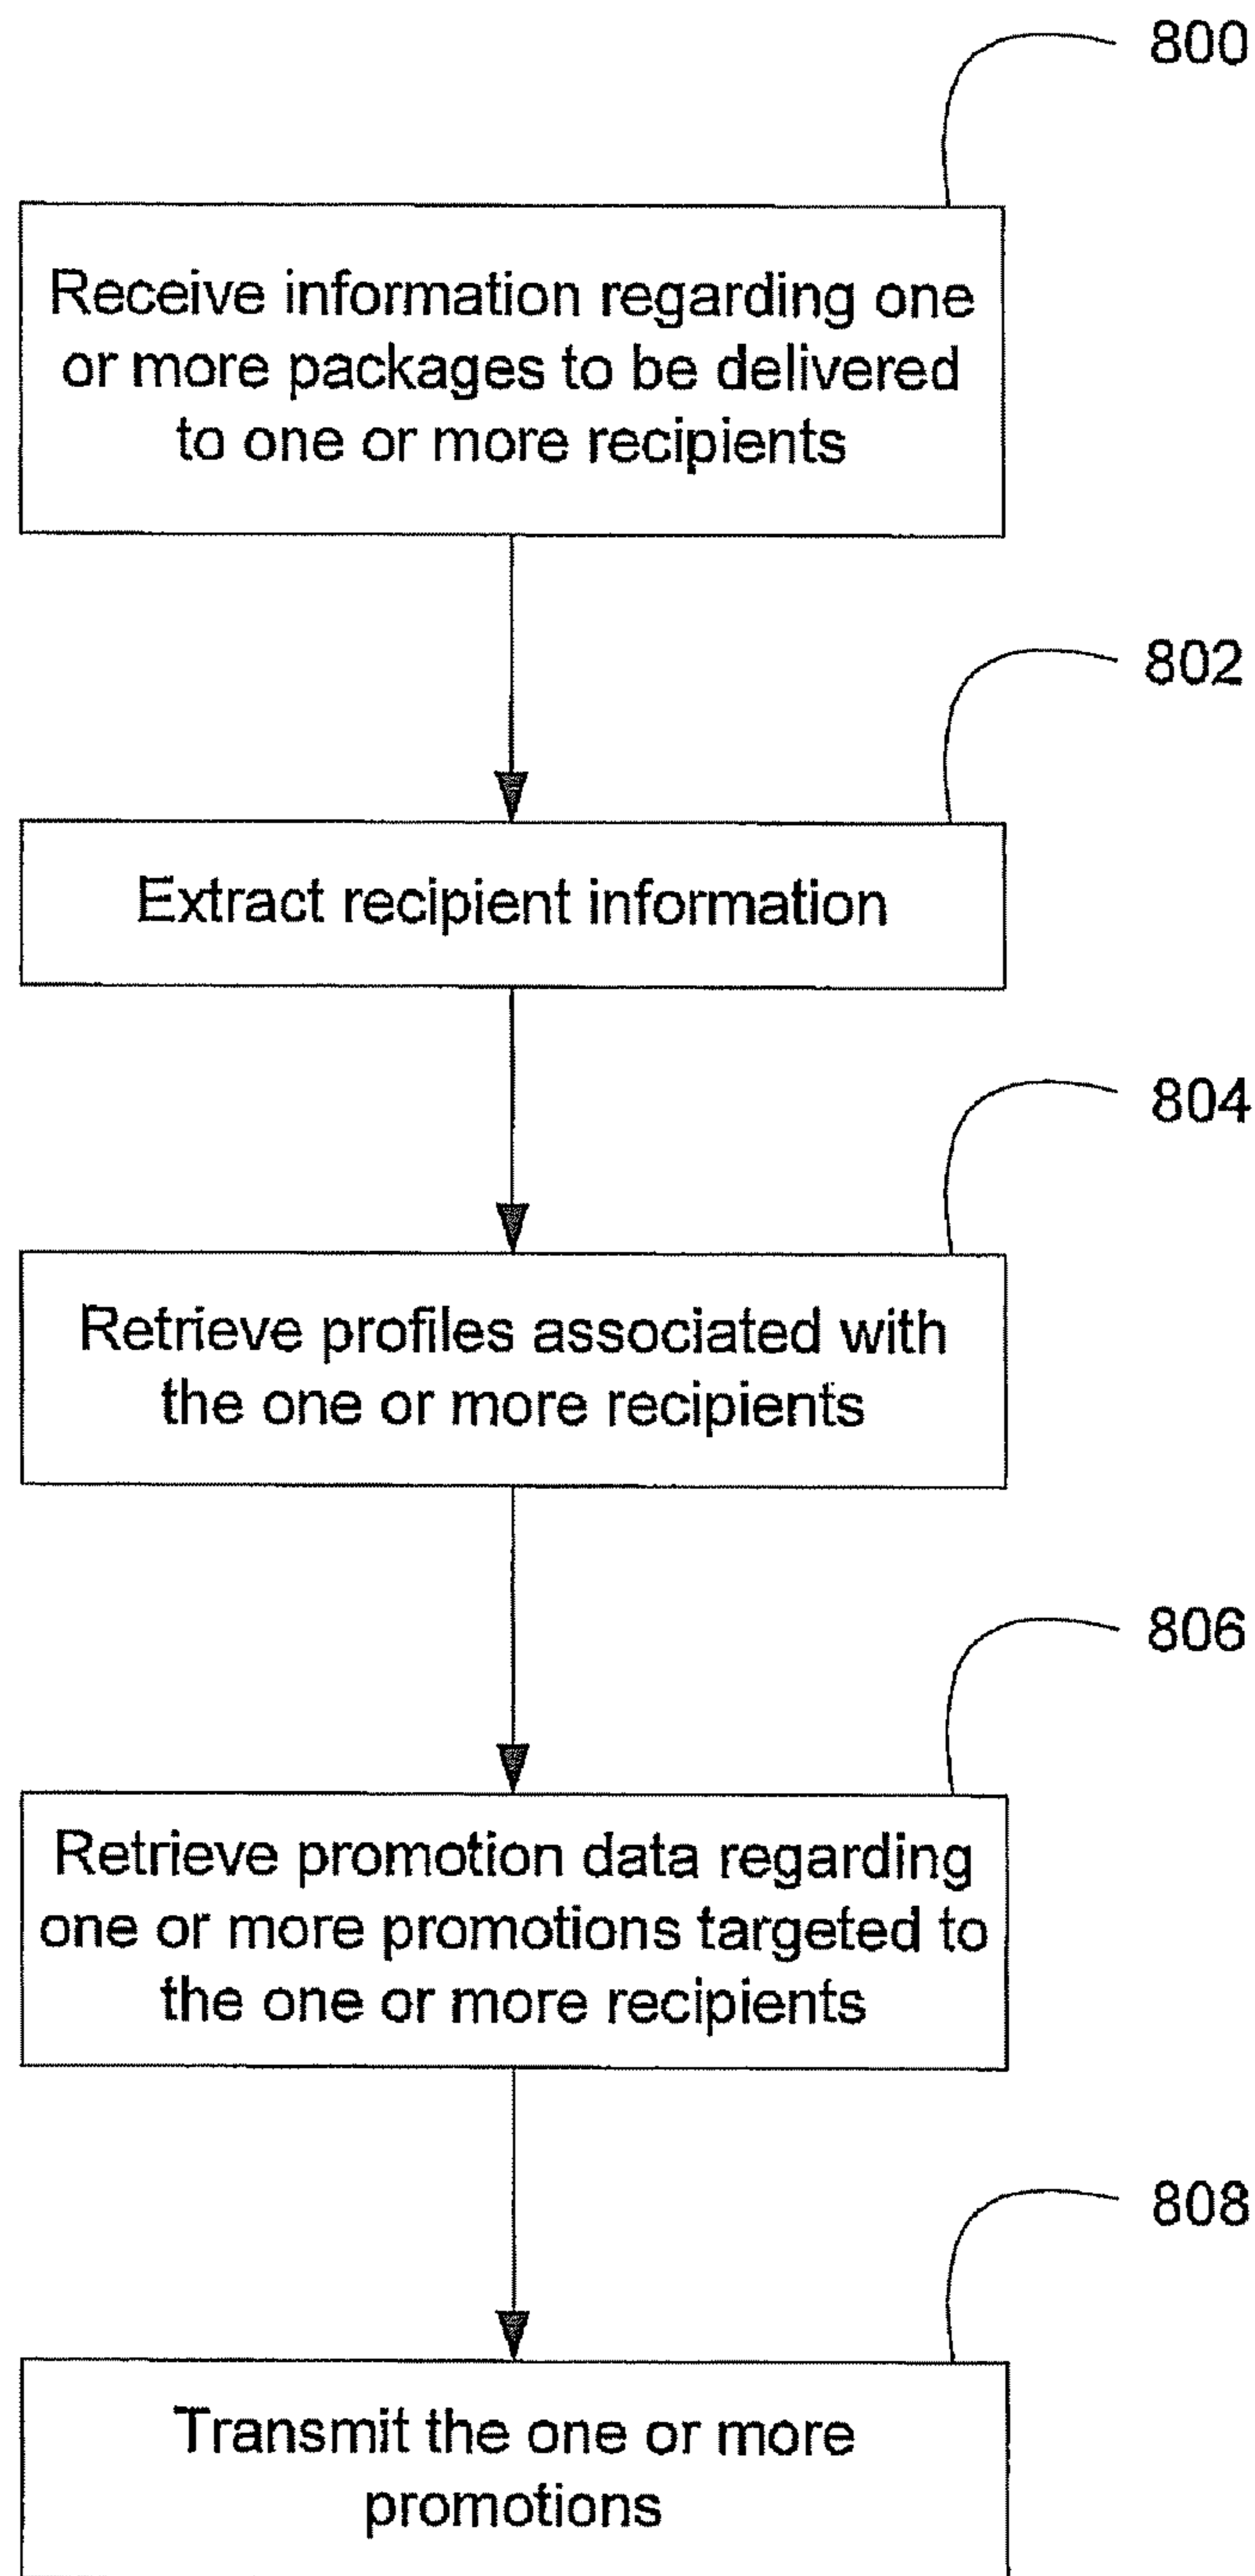 800
Receive information regarding one
or more packages to be delivered
to one or more recipients
802
Extract recipient information
804
Retrieve profiles associated with
the one or more recipients
806
Retrieve promotion data regarding
one or more promotions targeted to
the one or more recipients
808
Transmit the one or more
promotions